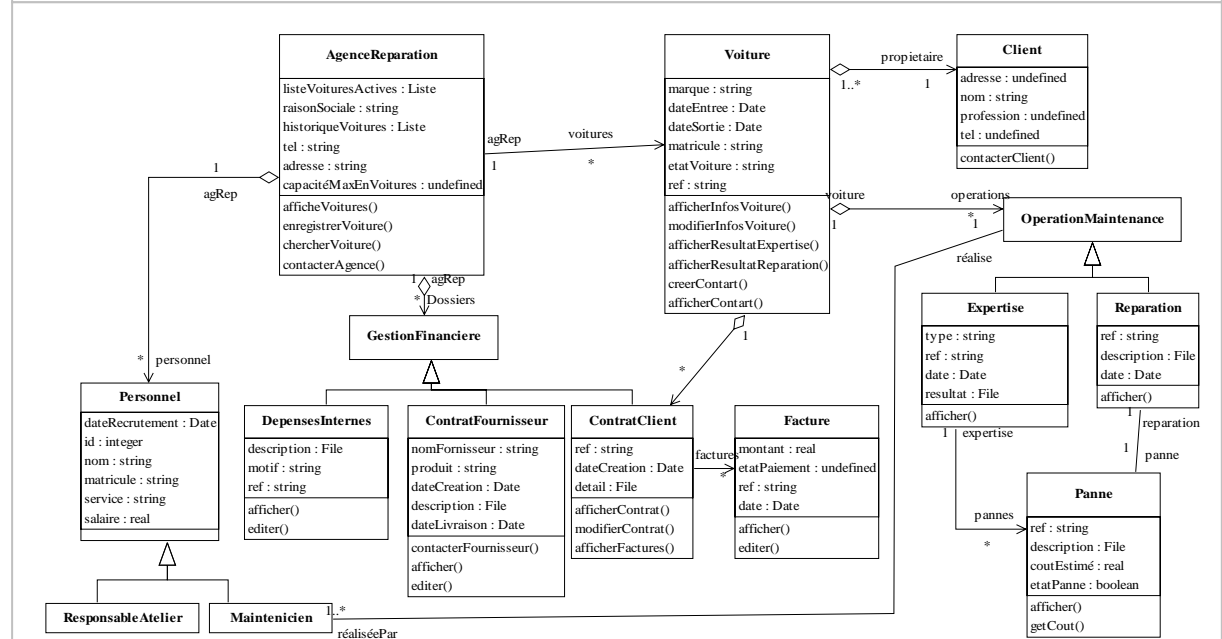 AgenceReparation
listeVoituresActives : Liste
raisonSociale : string
historiqueVoitures : Liste
tel : string
adresse : string
capacitéMaxEnVoitures : undefined
afficheVoitures()
enregistrerVoiture()
chercherVoiture()
contacterAgence()
agRep
1
voitures
*
Voiture
marque : string
dateEntree : Date
dateSortie : Date
matricule : string
etatVoiture : string
ref : string
afficherInfosVoiture()
modifierInfosVoiture()
afficherResultatExpertise()
afficherResultatReparation()
creerContart()
afficherContart()
propietaire
1..*
1
Client
adresse : undefined
nom : string
profession : undefined
tel : undefined
contacterClient()
voiture
1
operations
*
OperationMaintenance
1
réalise
1
agRep
* personnel
1 agRep
* Dossiers
GestionFinanciere
1
*
Expertise
type : string
ref : string
date : Date
resultat : File
afficher()
Reparation
ref : string
description : File
date : Date
afficher()
Personnel
dateRecrutement : Date
id : integer
nom : string
matricule : string
service : string
salaire : real
DepensesInternes
description : File
motif : string
ref : string
afficher()
editer()
ContratFournisseur
nomFornisseur : string
produit : string
dateCreation : Date
description : File
dateLivraison : Date
contacterFournisseur()
afficher()
editer()
ContratClient
ref : string
dateCreation : Date
detail : File
afficherContrat()
modifierContrat()
afficherFactures()
factures
*
Facture
montant : real
etatPaiement : undefined
ref : string
date : Date
afficher()
editer()
1 expertise
pannes
*
1
reparation
1
panne
Panne
ref : string
description : File
coutEstimé : real
etatPanne : boolean
afficher()
getCout()
ResponsableAtelier
Maintenicien
1..*
réaliséePar